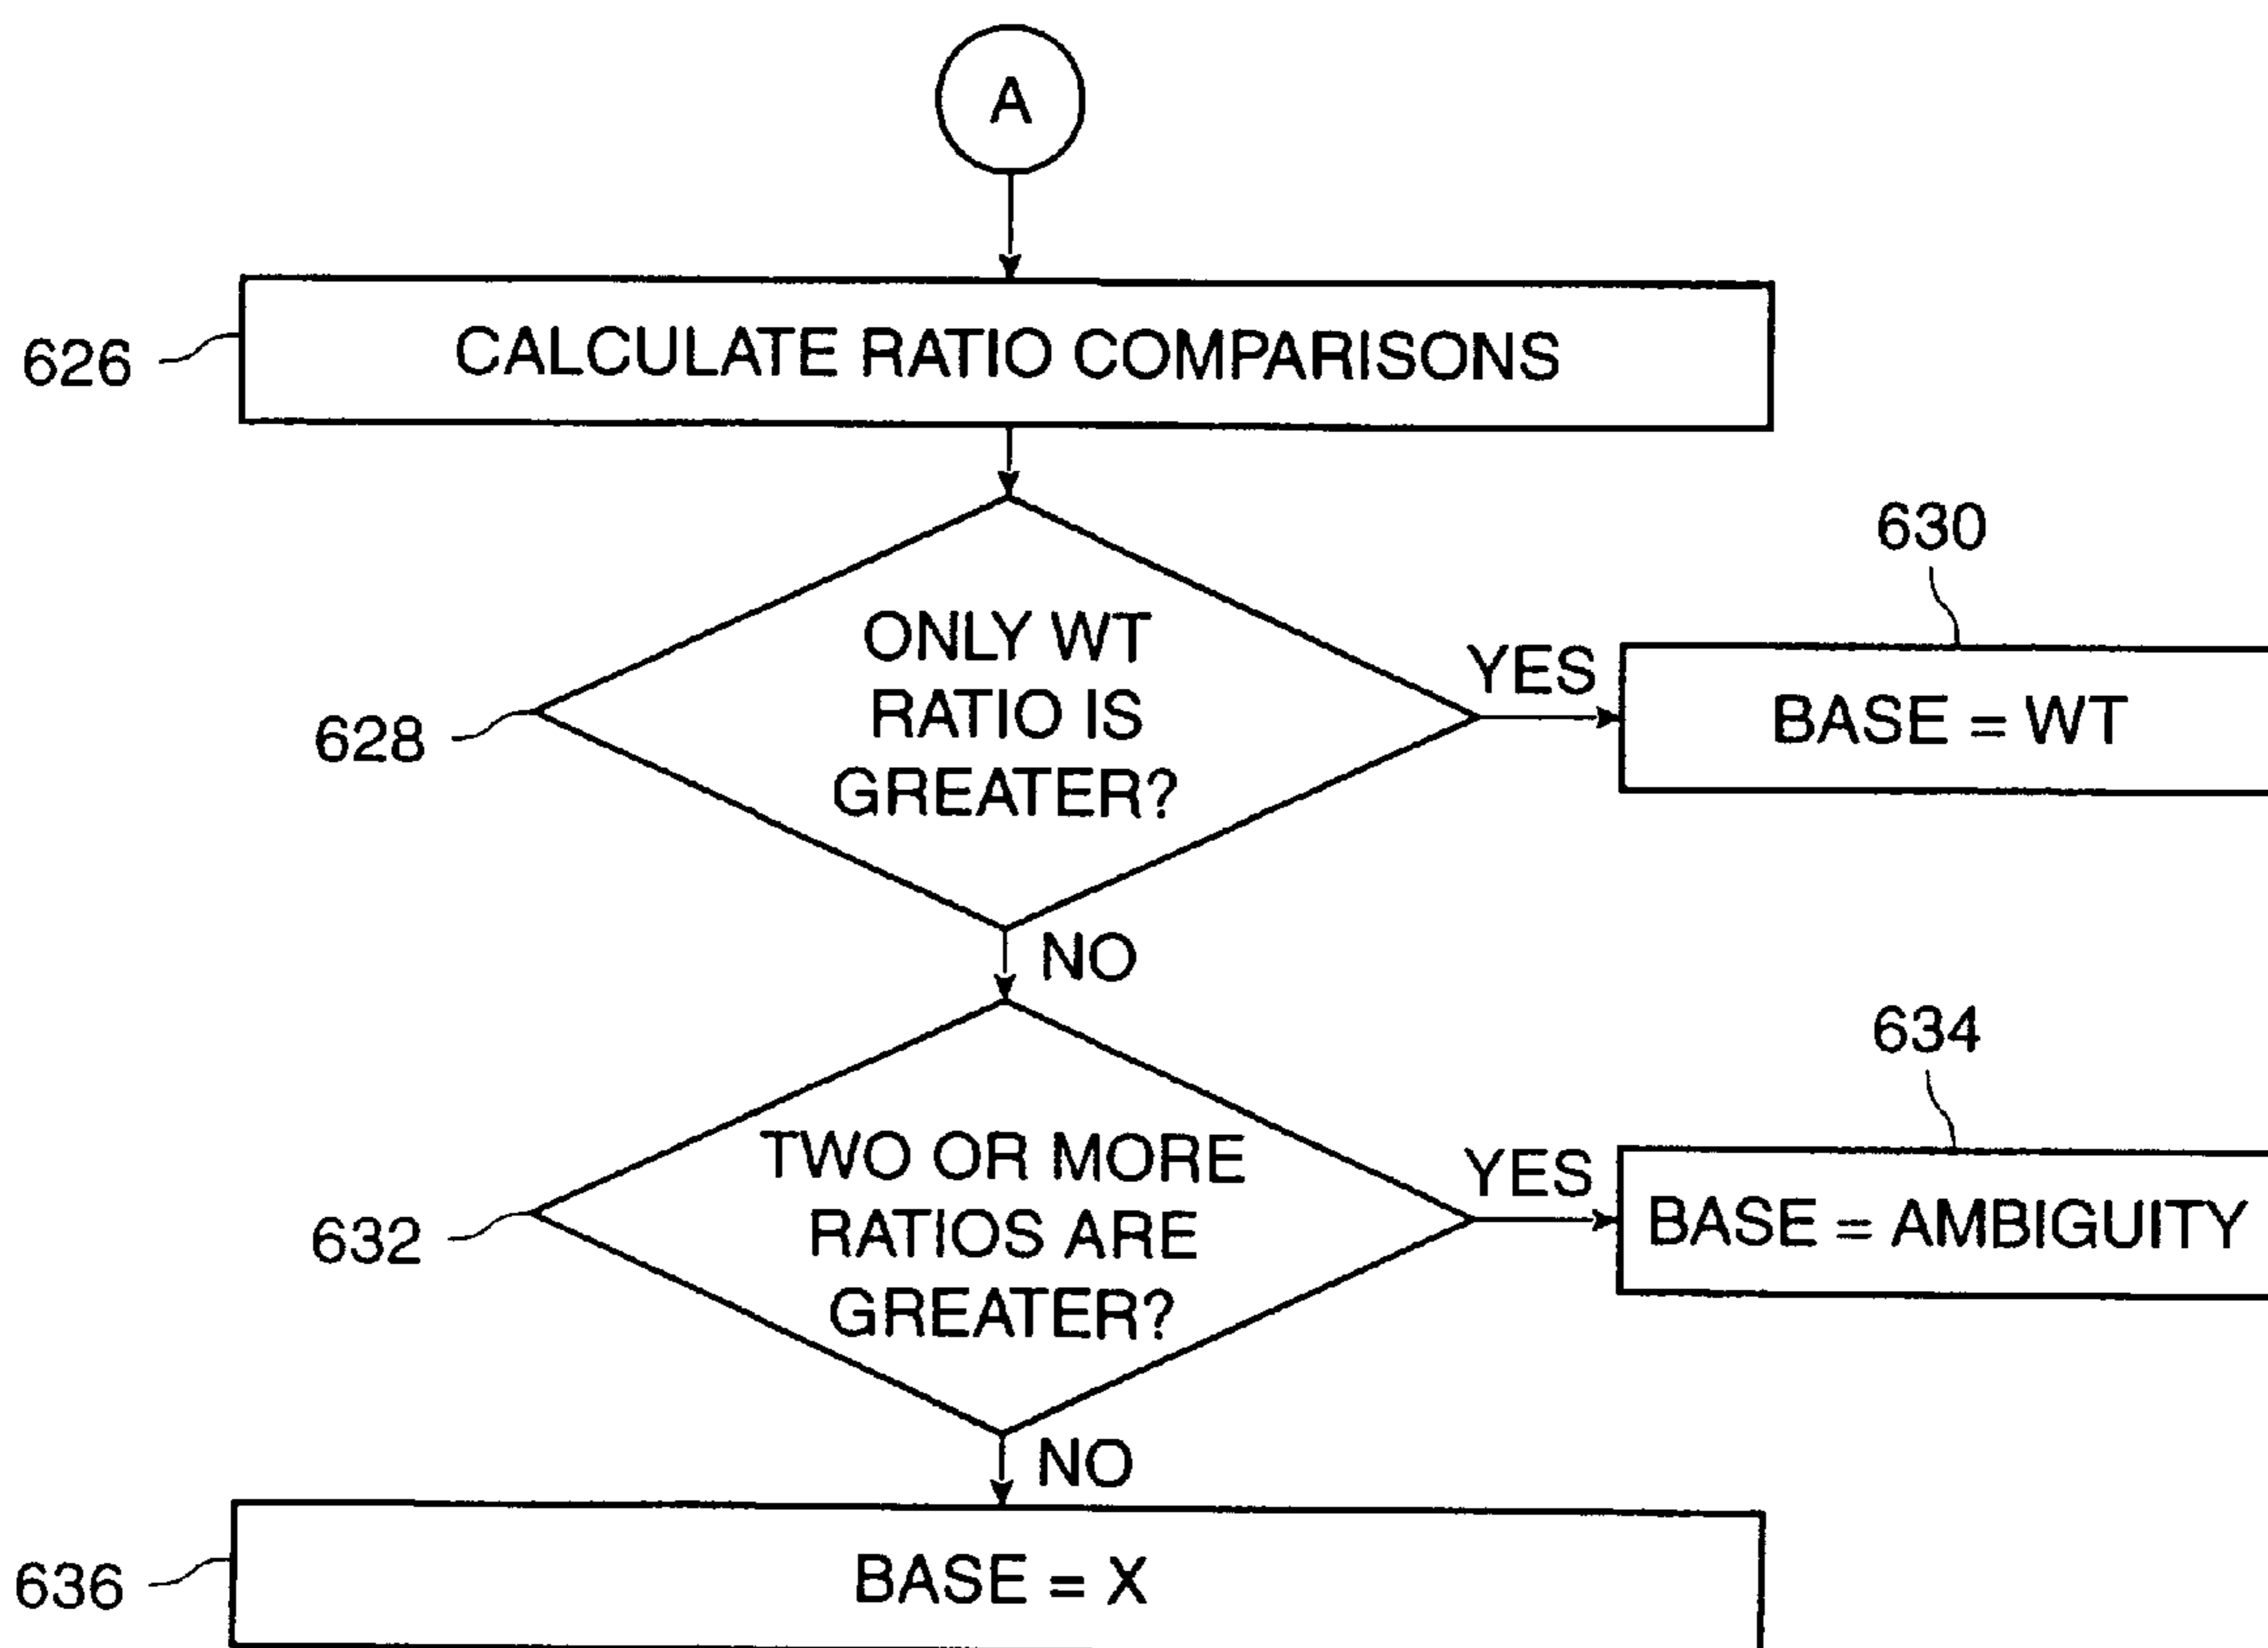 A
626
CALCULATE RATIO COMPARISONS
628
ONLY WT
RATIO IS
GREATER?
YES
630
BASE = WT
NO
632
TWO OR MORE
RATIOS ARE
GREATER?
YES
634
BASE = AMBIGUITY
NO
636
BASE = X